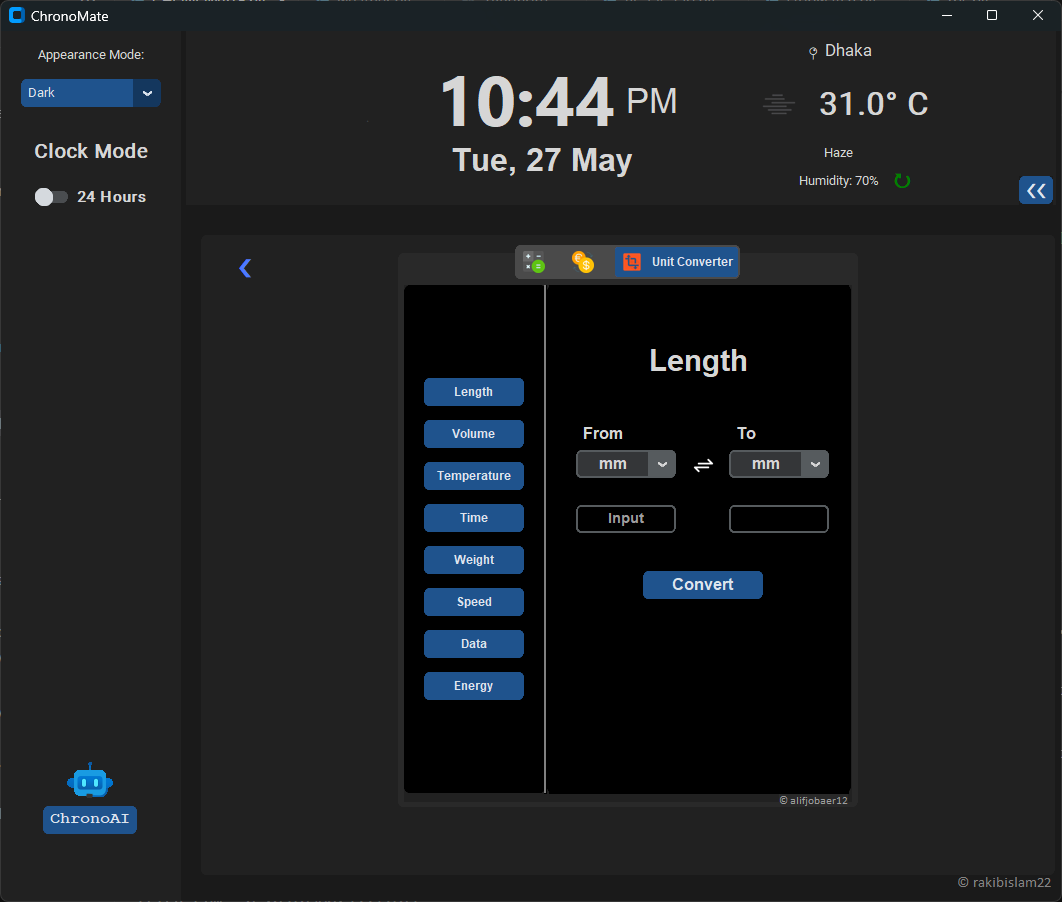 ChronoMate
Appearance Mode:
Dark
Clock Mode
24 Hours
ChronoAI
10:44 PM
Tue, 27 May
Dhaka
31.0° C
Haze
Humidity: 70%
Unit Converter
Length
Volume
Temperature
Time
Weight
Speed
Data
Energy
Length
From To
mm mm
Input
Convert
© alifjobaer12
© rakibislam22